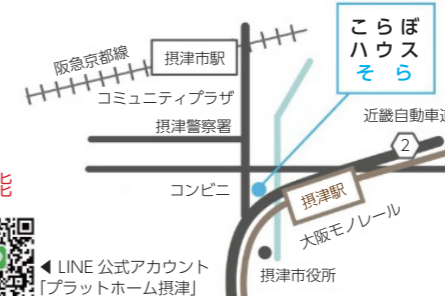 こらぼ
ハウス
そら
阪急京都線
摂津市駅
コミュニティプラザ
摂津警察署
近畿自動車道
2
コンビニ
摂津駅
大阪モノレール
◀ LINE 公式アカウント
「プラットホーム摂津」
摂津市役所